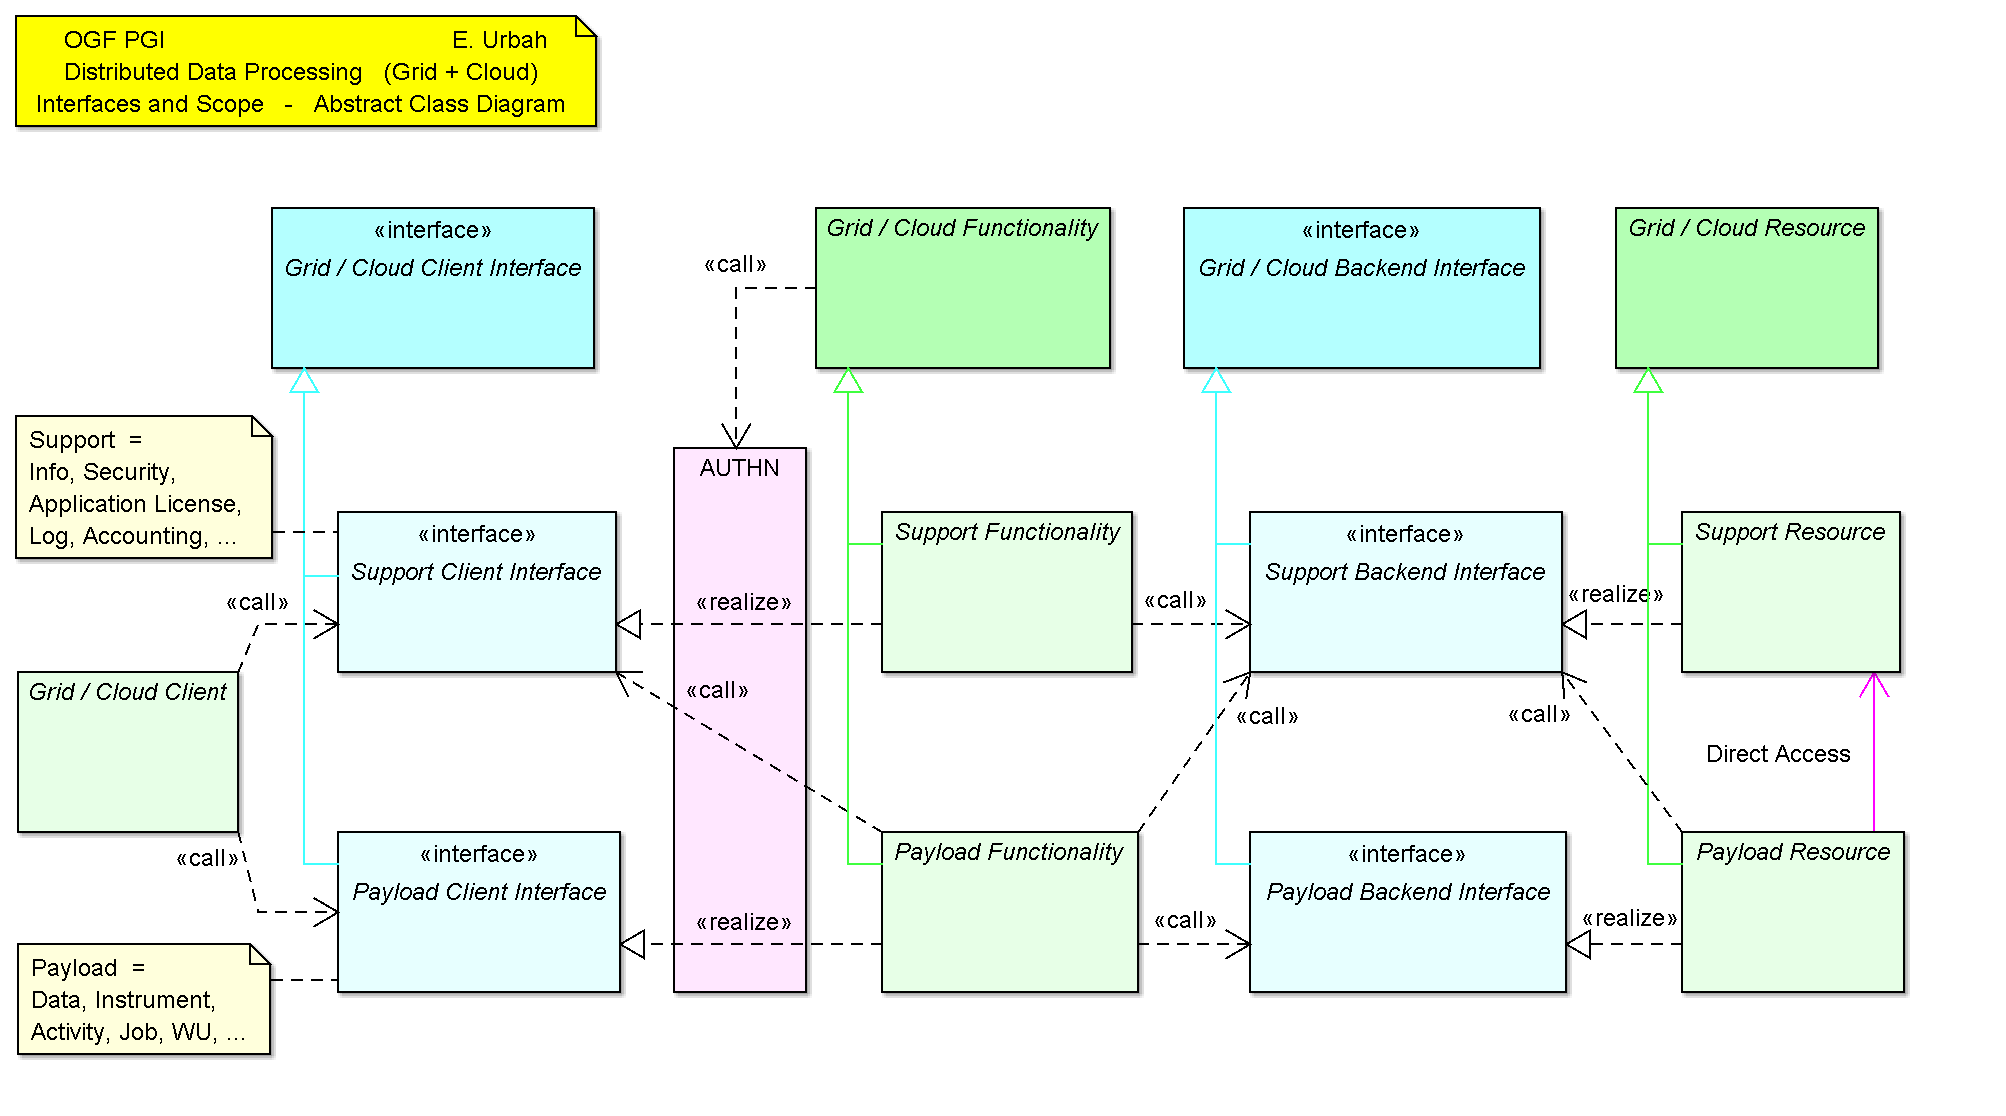 OGF PGI E. Urbah
Distributed Data Processing (Grid + Cloud)
Interfaces and Scope - Abstract Class Diagram
«interface»
Grid / Cloud Client Interface
Grid / Cloud Functionality
«interface»
Grid / Cloud Backend Interface
Grid / Cloud Resource
«call»
Support =
Info, Security,
Application License,
Log, Accounting, ...
AUTHN
«interface»
Support Client Interface
Support Functionality
«interface»
Support Backend Interface
Support Resource
«call»
«realize»
«call»
«realize»
Grid / Cloud Client
«call»
«call»
«call»
Direct Access
«call»
«interface»
Payload Client Interface
Payload Functionality
«interface»
Payload Backend Interface
Payload Resource
«realize»
«call»
«realize»
Payload =
Data, Instrument,
Activity, Job, WU, ...